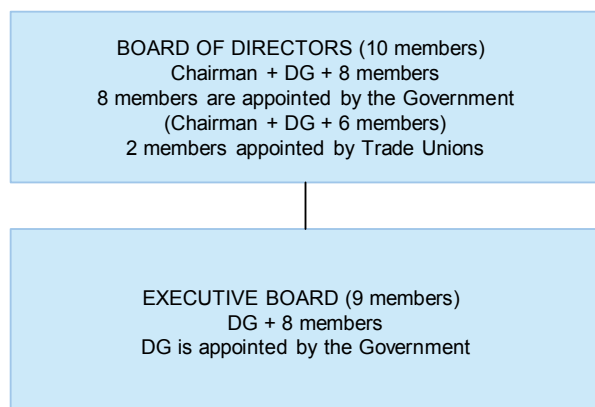 BOARD OF DIRECTORS (10 members)
Chairman + DG + 8 members
8 members are appointed by the Government
(Chairman + DG + 6 members)
2 members appointed by Trade Unions
EXECUTIVE BOARD (9 members)
DG + 8 members
DG is appointed by the Government